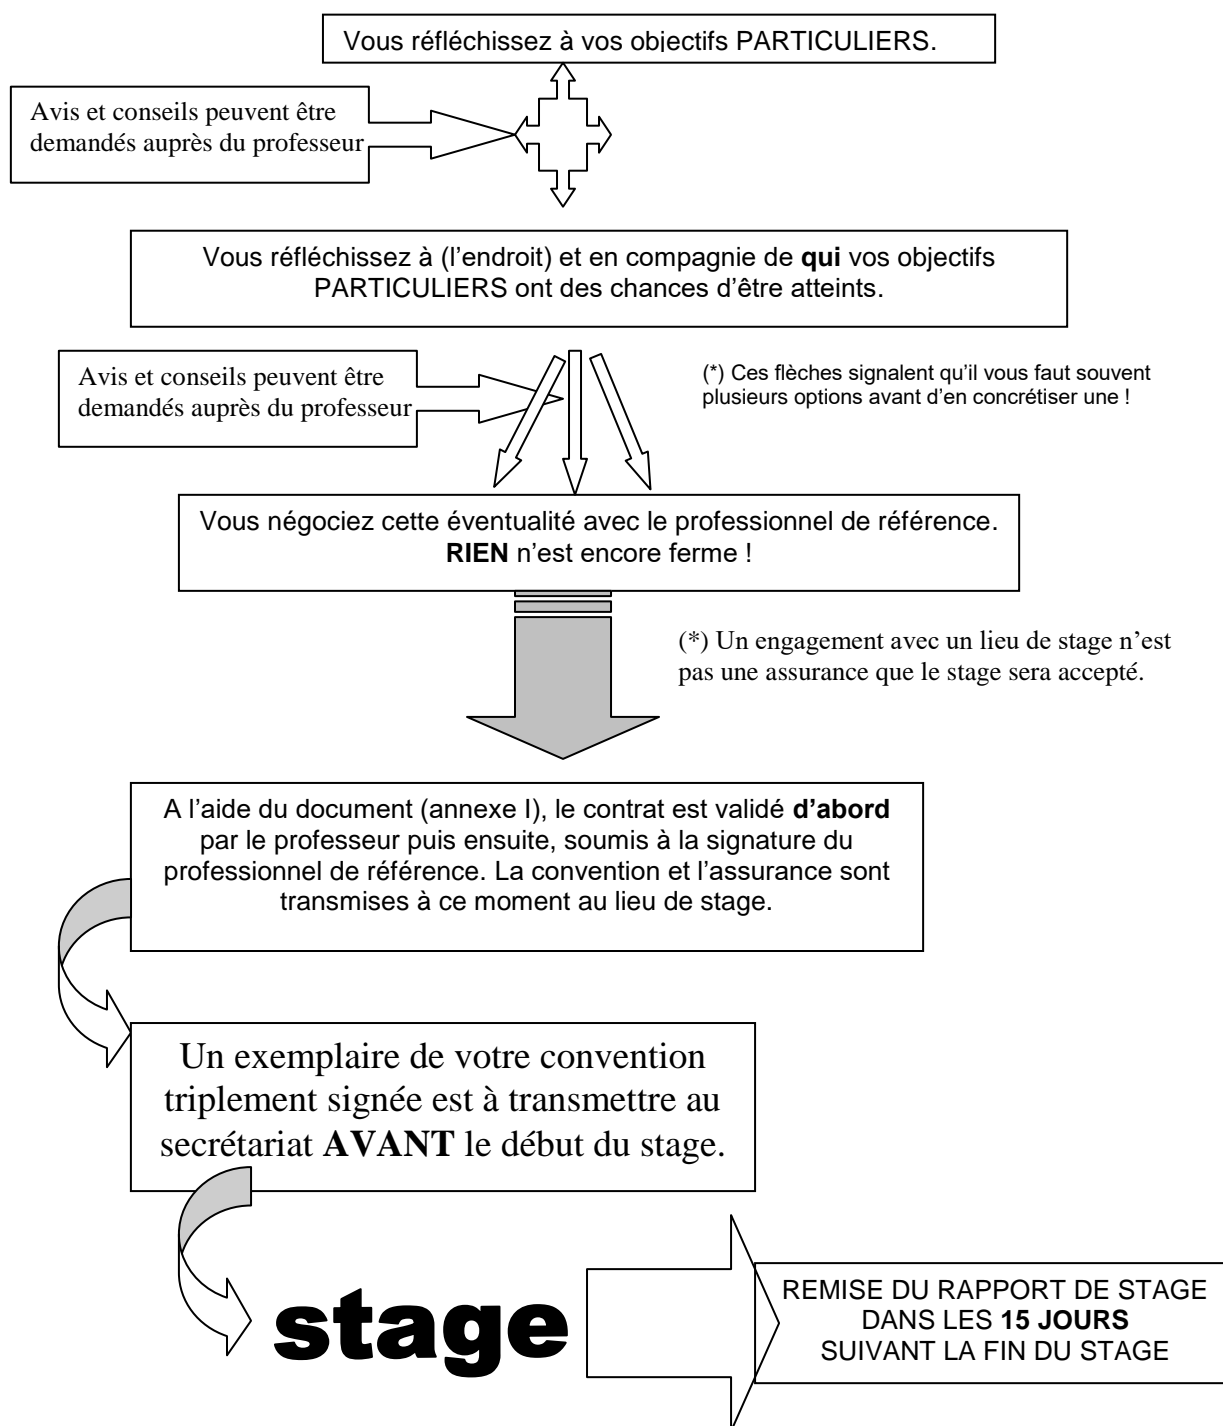 Vous réfléchissez à vos objectifs PARTICULIERS.
Avis et conseils peuvent être
demandés auprès du professeur
Vous réfléchissez à (l’endroit) et en compagnie de qui vos objectifs
PARTICULIERS ont des chances d’être atteints.
Avis et conseils peuvent être
demandés auprès du professeur
(*) Ces flèches signalent qu’il vous faut souvent
plusieurs options avant d’en concrétiser une !
Vous négociez cette éventualité avec le professionnel de référence.
RIEN n’est encore ferme !
(*) Un engagement avec un lieu de stage n’est
pas une assurance que le stage sera accepté.
A l’aide du document (annexe I), le contrat est validé d’abord
par le professeur puis ensuite, soumis à la signature du
professionnel de référence. La convention et l’assurance sont
transmises à ce moment au lieu de stage.
Un exemplaire de votre convention
triplement signée est à transmettre au
secrétariat AVANT le début du stage.
stage
REMISE DU RAPPORT DE STAGE
DANS LES 15 JOURS
SUIVANT LA FIN DU STAGE